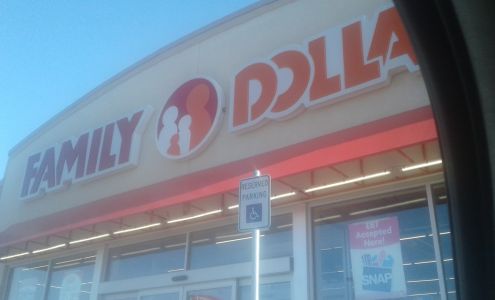 FAMILY DOLLA
RESERVED
PARKING
EBT
Accepted
Here!
SNAP